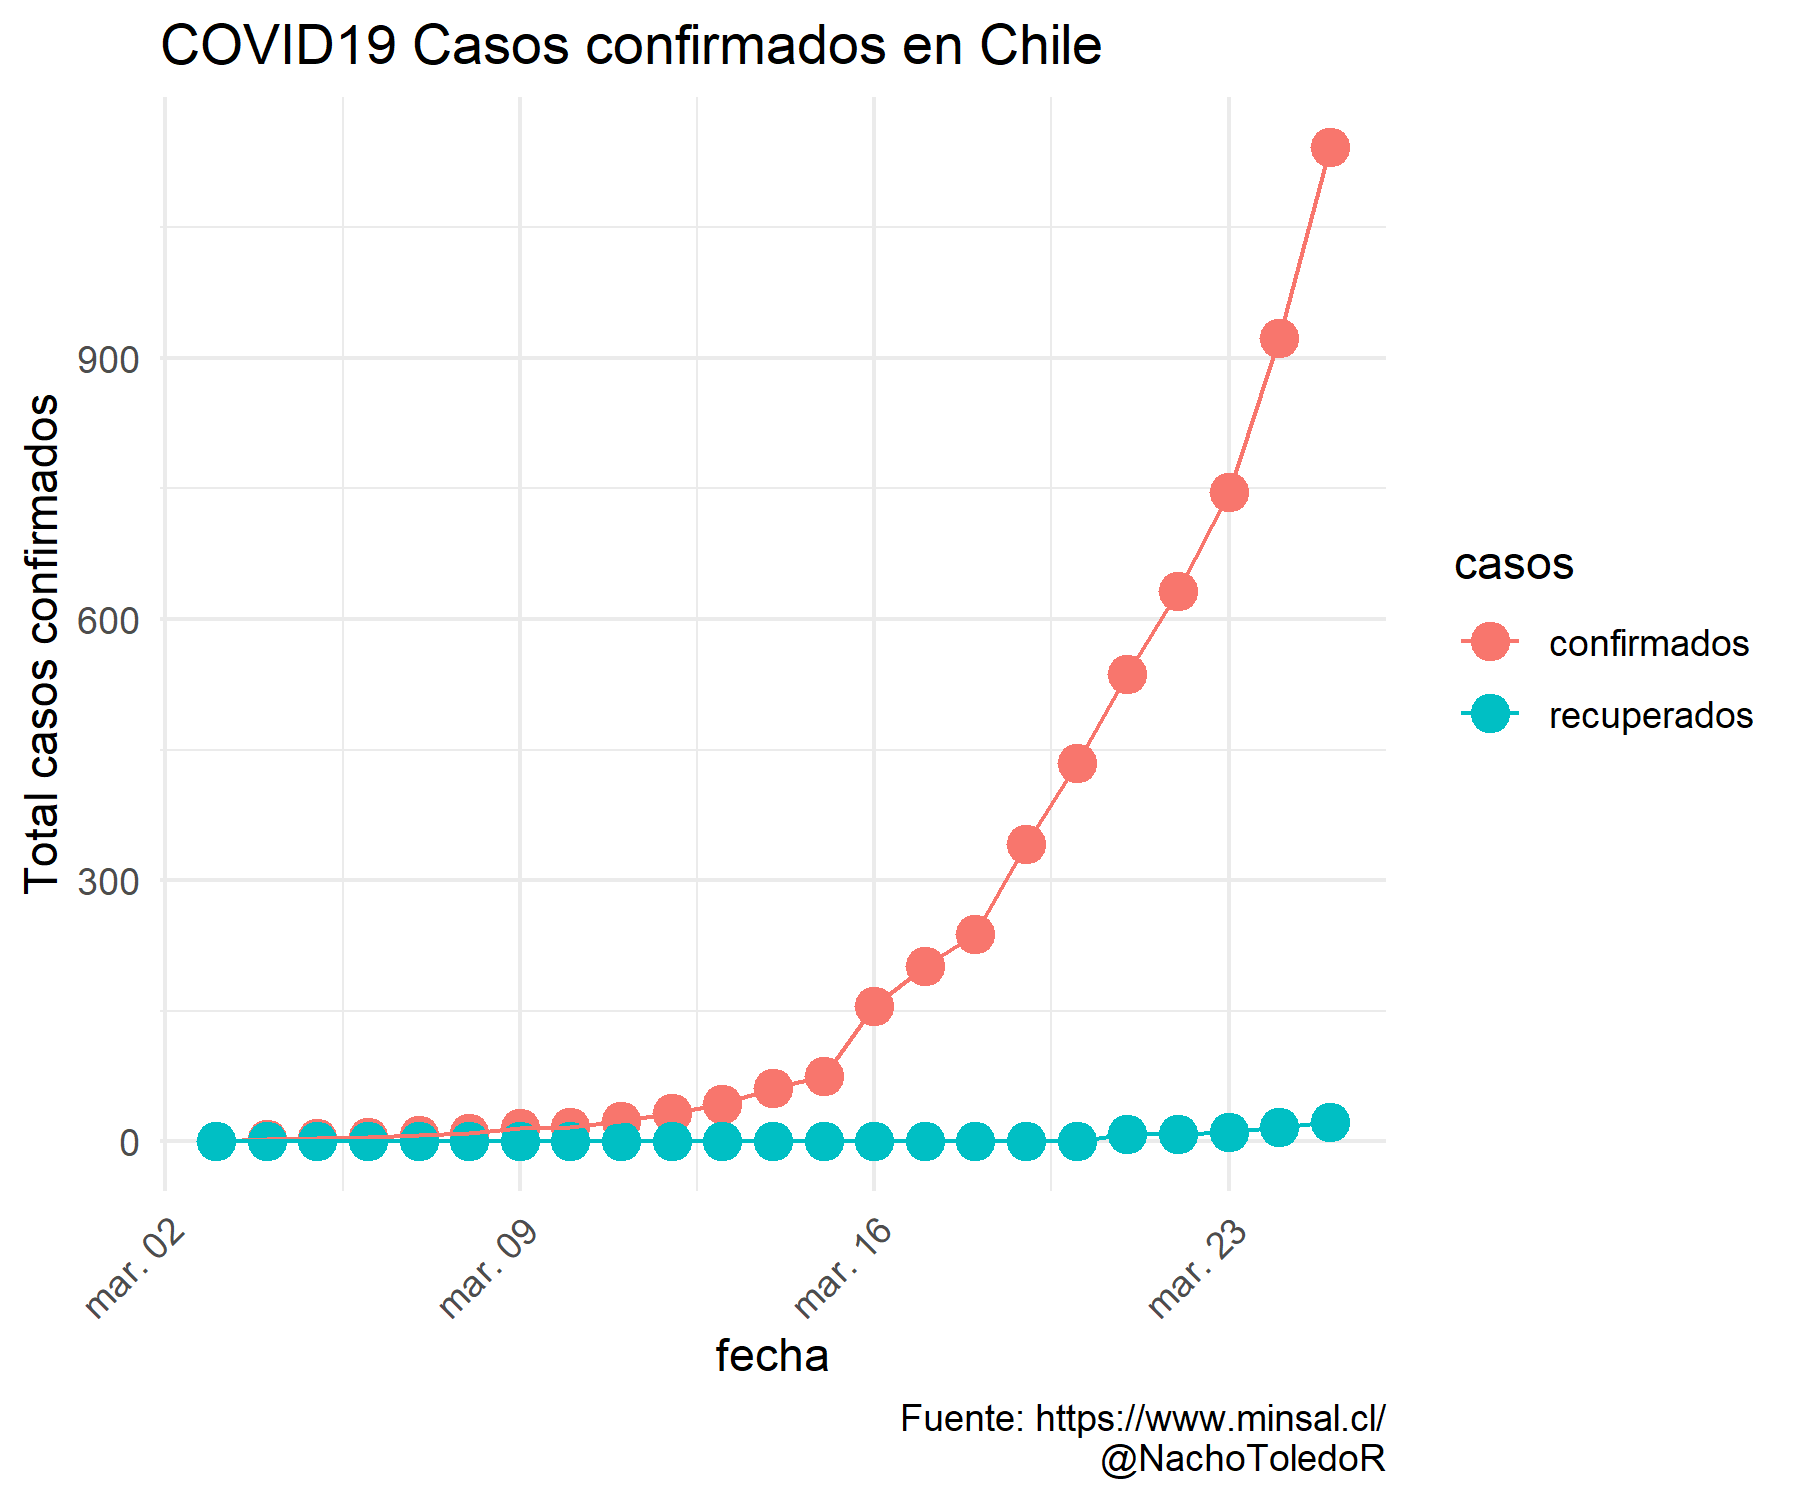 COVID19 Casos confirmados en Chile
Total casos confirmados
900
600
300
0
mar. 02
mar. 09
mar. 16
mar. 23
fecha
casos
confirmados
recuperados
Fuente: https://www.minsal.cl/
@NachoToledoR